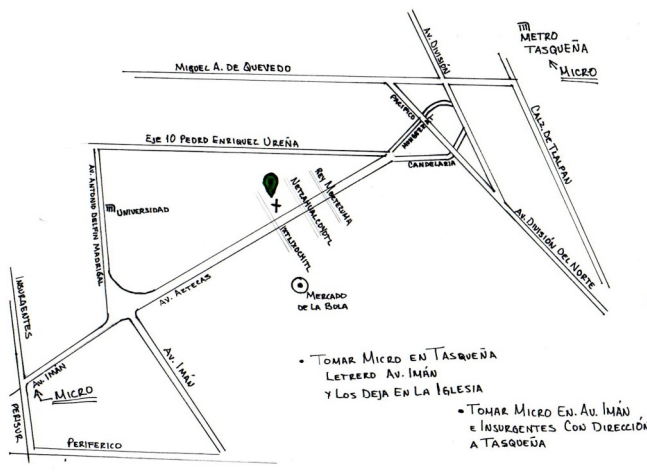 METRO
TASQUEÑA
MICRO
AV. DIVISIÓN
MIGUEL A. DE QUEVEDO
PACIFICO
CALZ. DE TLALPAN
EJE 10 PEDRO ENRIQUEZ UREÑA
CANDELARIA
REY MOCTEZUMA
NETZAHUALCOYOTL
IXTLIXOCHITL
AV. ANTONIO DELFIN MADRIGAL
UNIVERSIDAD
AV. DIVISIÓN DEL NORTE
AV. AZTECAS
MERCADO
DE LA BOLA
INSURGENTES
AV. IMÁN
AV. IMÁN
MICRO
PERISUR
PERIFERICO
• TOMAR MICRO EN TASQUEÑA
LETRERO AV. IMÁN
Y LOS DEJA EN LA IGLESIA
• TOMAR MICRO EN. AV. IMÁN
E INSURGENTES CON DIRECCIÓN
A TASQUEÑA